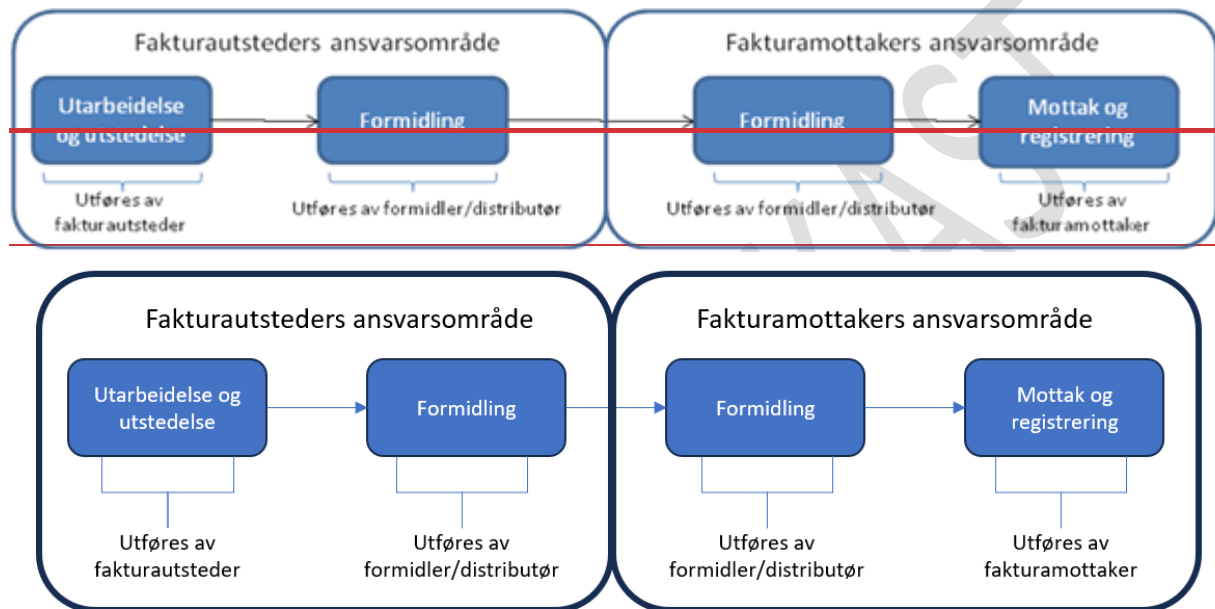 Fakturautsteders ansvarsområde
Fakturamottakers ansvarsområde
Utarbeidelse
og utstedelse
Formidling
Formidling
Mottak og
registrering
Utføres av
fakturautsteder
Utføres av formidler/distributør
Utføres av formidler/distributør
Utføres av
fakturamottaker
Fakturautsteders ansvarsområde
Fakturamottakers ansvarsområde
Utarbeidelse og
utstedelse
Formidling
Formidling
Mottak og
registrering
Utføres av
fakturautsteder
Utføres av
formidler/distributør
Utføres av
formidler/distributør
Utføres av
fakturamottaker